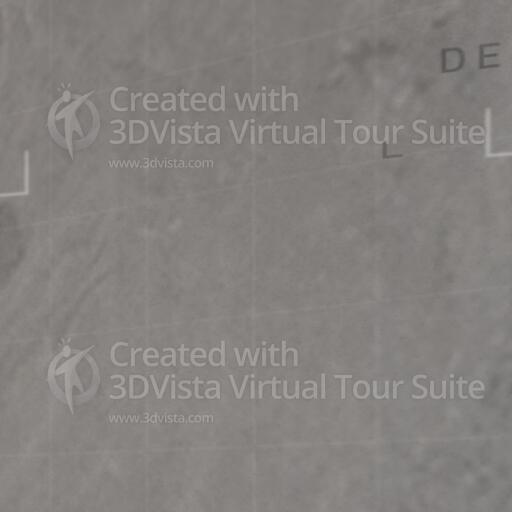 DE
Created with
3DVista Virtual Tour Suite
L
www.3dvista.com
Created with
3DVista Virtual Tour Suite
www.3dvista.com